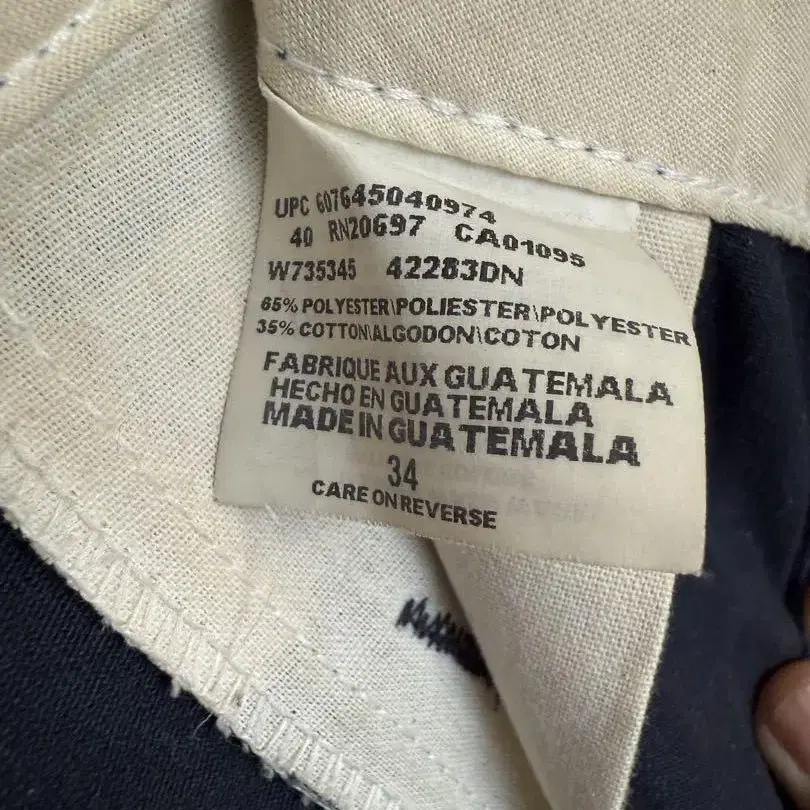 UPC 607645040974
40 RN20697 CA01095
W735345 42283DN
65% POLYESTER\POLIESTER\POLYESTER
35% COTTON\ALGODON\COTON
FABRIQUE AUX GUATEMALA
HECHO EN GUATEMALA
MADE IN GUATEMALA
34
CARE ON REVERSE